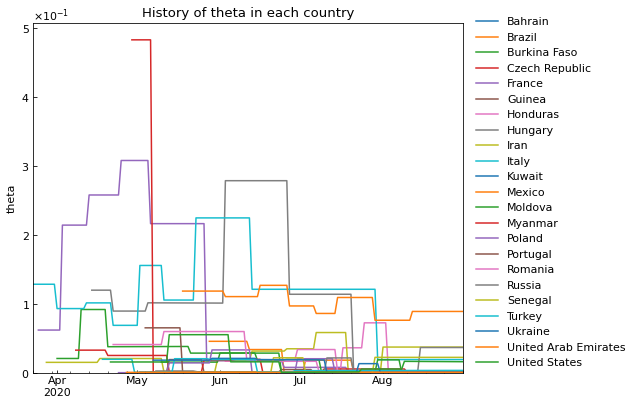 History of theta in each country
×10⁻¹
5
4
3
2
1
0
theta
Apr
2020
May
Jun
Jul
Aug
Bahrain
Brazil
Burkina Faso
Czech Republic
France
Guinea
Honduras
Hungary
Iran
Italy
Kuwait
Mexico
Moldova
Myanmar
Poland
Portugal
Romania
Russia
Senegal
Turkey
Ukraine
United Arab Emirates
United States